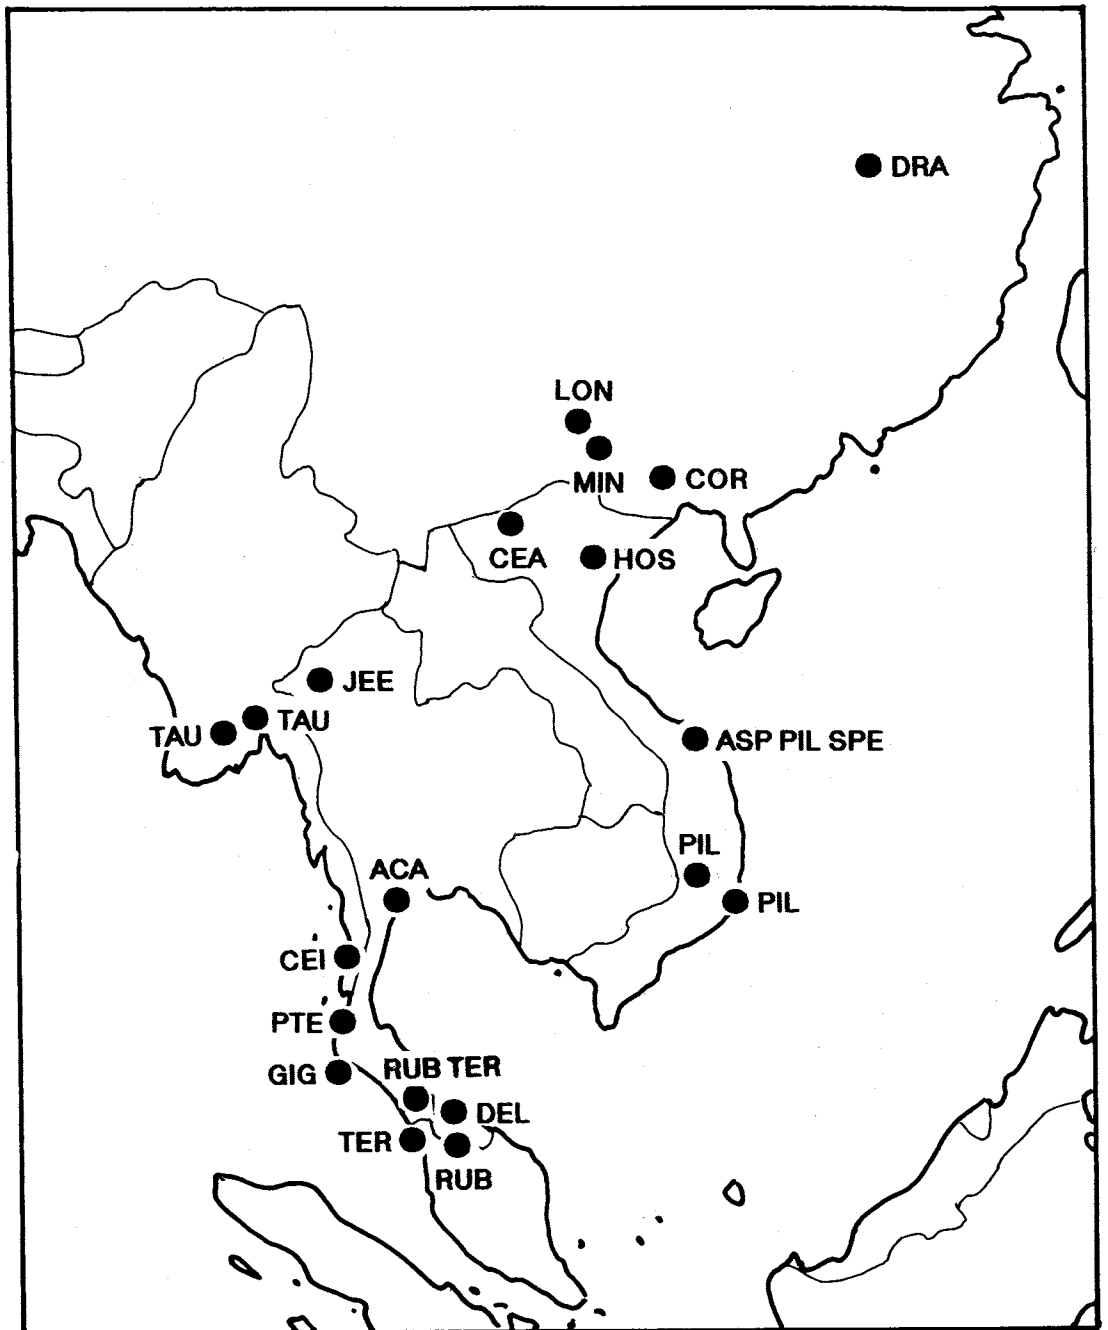 DRA
LON
MIN
COR
CEA
HOS
JEE
TAU
TAU
ASP PIL SPE
PIL
ACA
PIL
CEI
PTE
GIG
RUB TER
DEL
TER
RUB